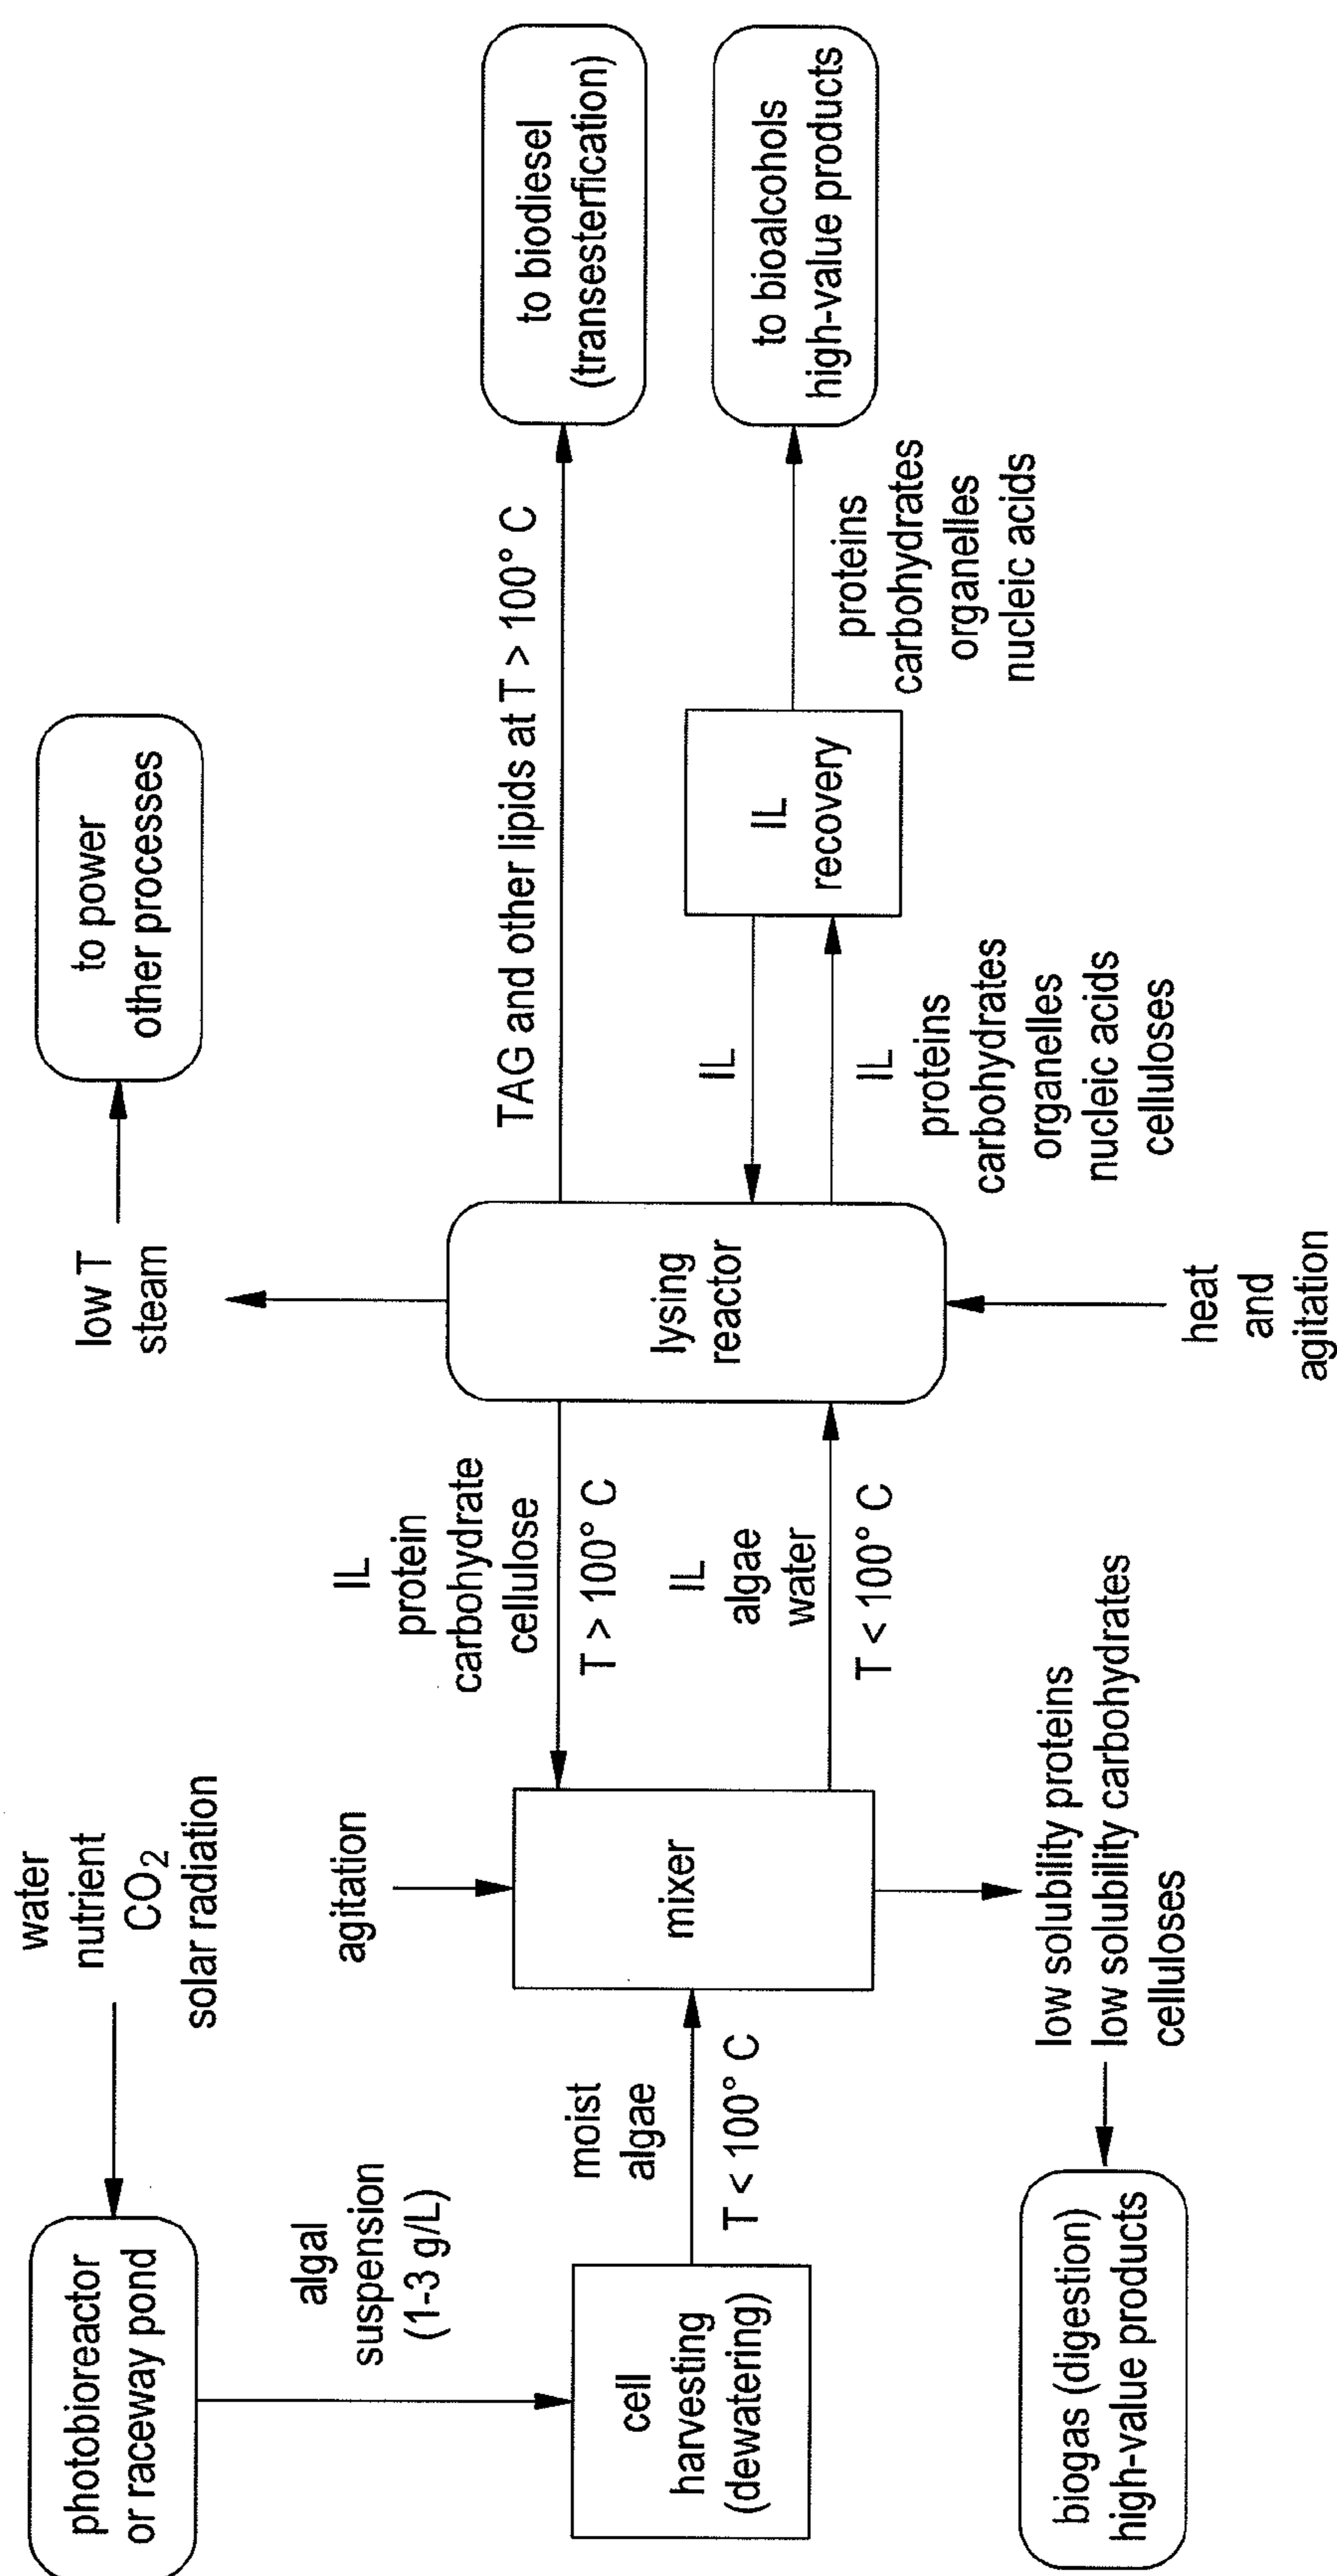 photobioreactor
or raceway pond
water
nutrient
CO2
solar radiation
algal
suspension
(1-3 g/L)
cell
harvesting
(dewatering)
moist
algae
T < 100° C
agitation
mixer
low solubility proteins
low solubility carbohydrates
celluloses
biogas (digestion)
high-value products
IL
protein
carbohydrate
cellulose
T > 100° C
IL
algae
water
T < 100° C
lysing
reactor
heat
and
agitation
low T
steam
to power
other processes
TAG and other lipids at T > 100° C
to biodiesel
(transesterfication)
IL
IL
proteins
carbohydrates
organelles
nucleic acids
celluloses
IL
recovery
proteins
carbohydrates
organelles
nucleic acids
to bioalcohols
high-value products